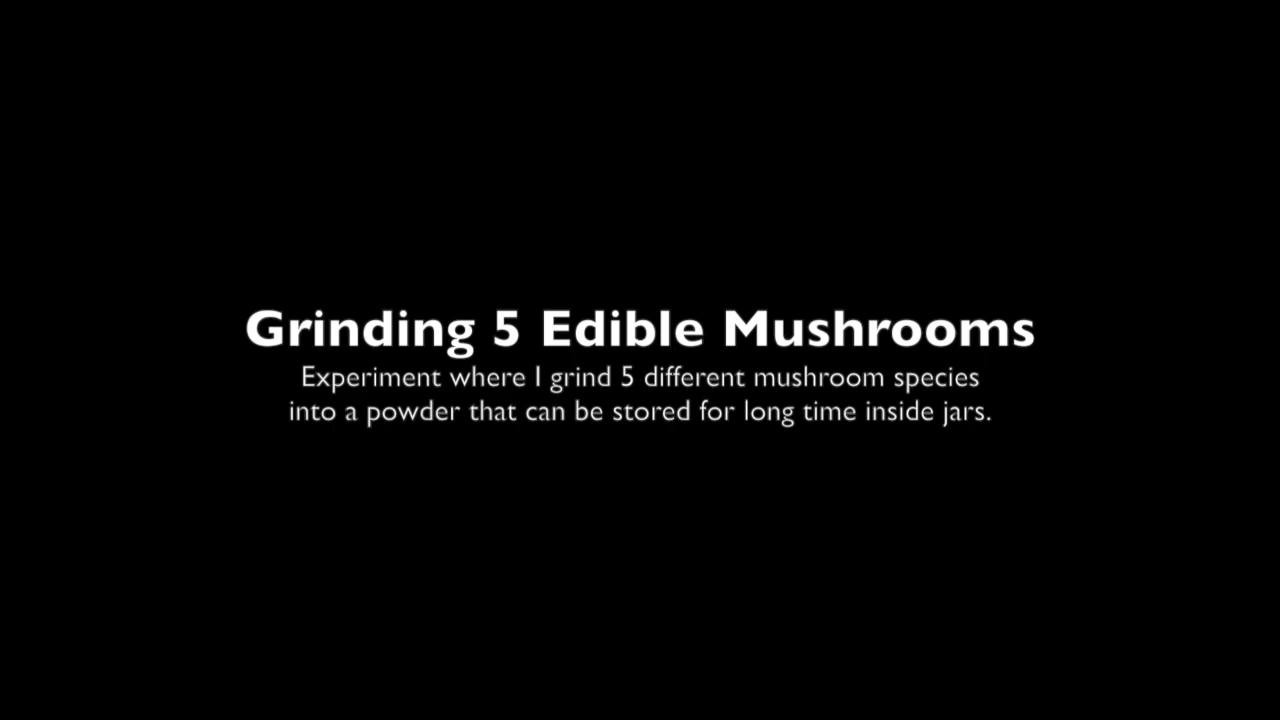 Grinding 5 Edible Mushrooms
Experiment where I grind 5 different mushroom species
into a powder that can be stored for long time inside jars.